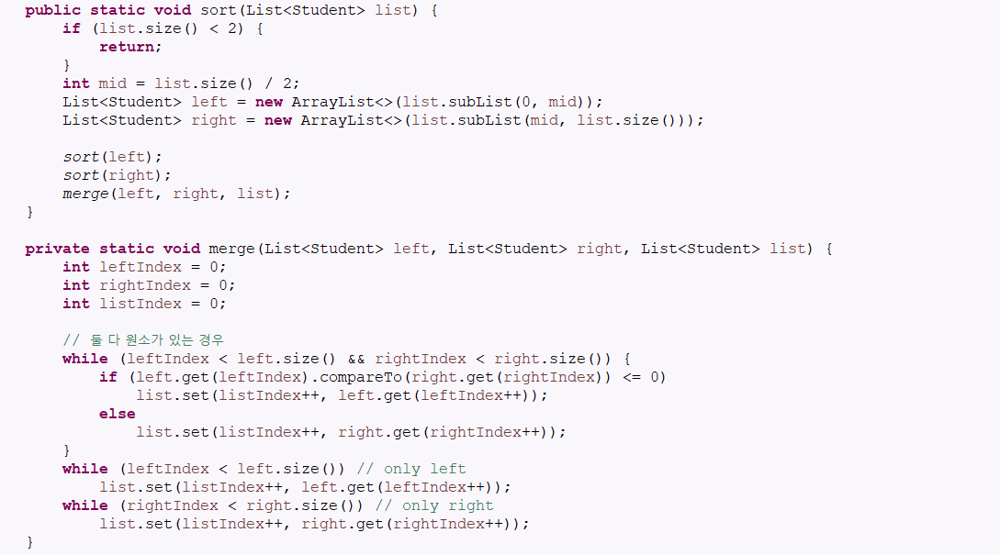 public static void sort(List<Student> list) {
if (list.size() < 2) {
return;
}
int mid = list.size() / 2;
List<Student> left = new ArrayList<>(list.subList(0, mid));
List<Student> right = new ArrayList<>(list.subList(mid, list.size()));
sort(left);
sort(right);
merge(left, right, list);
}
private static void merge(List<Student> left, List<Student> right, List<Student> list) {
int leftIndex = 0;
int rightIndex = 0;
int listIndex = 0;
// 둘 다 원소가 있는 경우
while (leftIndex < left.size() && rightIndex < right.size()) {
if (left.get(leftIndex).compareTo(right.get(rightIndex)) <= 0)
list.set(listIndex++, left.get(leftIndex++));
else
list.set(listIndex++, right.get(rightIndex++));
}
while (leftIndex < left.size()) // only left
list.set(listIndex++, left.get(leftIndex++));
while (rightIndex < right.size()) // only right
list.set(listIndex++, right.get(rightIndex++));
}